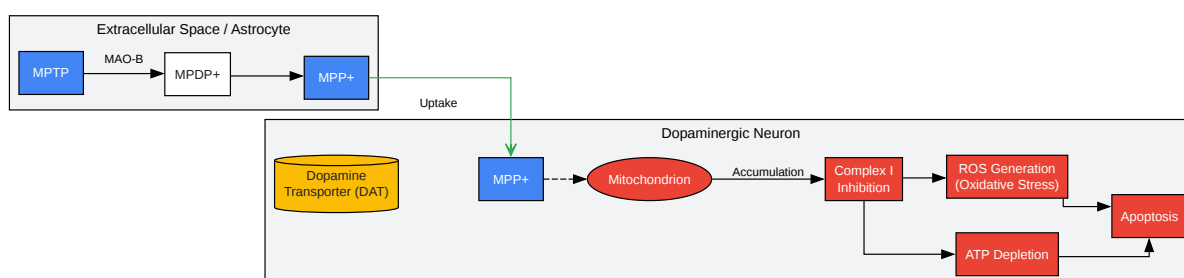 Extracellular Space / Astrocyte
MPTP
MAO-B
MPDP+
MPP+
Uptake
Dopaminergic Neuron
Dopamine
Transporter (DAT)
MPP+
Mitochondrion
Accumulation
Complex I
Inhibition
ROS Generation
(Oxidative Stress)
Apoptosis
ATP Depletion